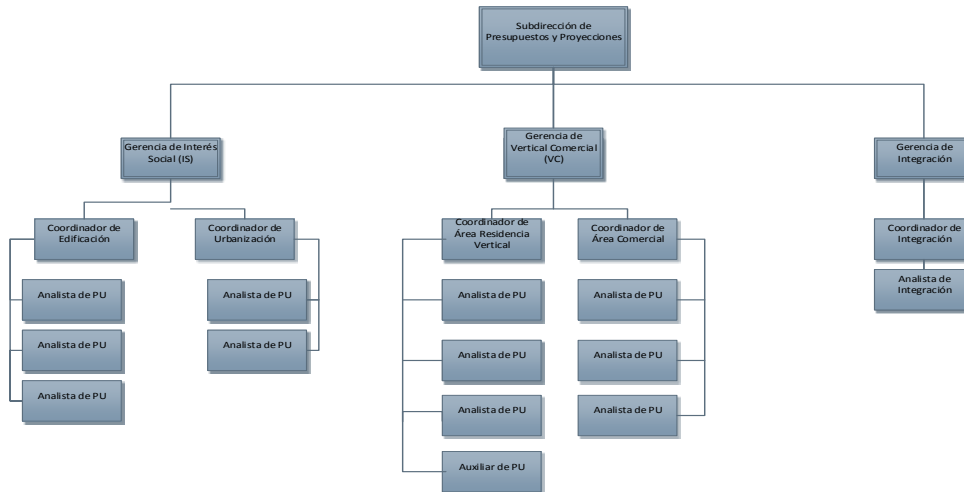 Subdirección de
Presupuestos y Proyecciones
Gerencia de Interés
Social (IS)
Gerencia de
Vertical Comercial
(VC)
Gerencia de
Integración
Coordinador de
Edificación
Coordinador de
Urbanización
Coordinador de
Área Residencia
Vertical
Coordinador de
Área Comercial
Coordinador de
Integración
Analista de PU
Analista de PU
Analista de PU
Analista de PU
Analista de
Integración
Analista de PU
Analista de PU
Analista de PU
Analista de PU
Analista de PU
Analista de PU
Analista de PU
Auxiliar de PU